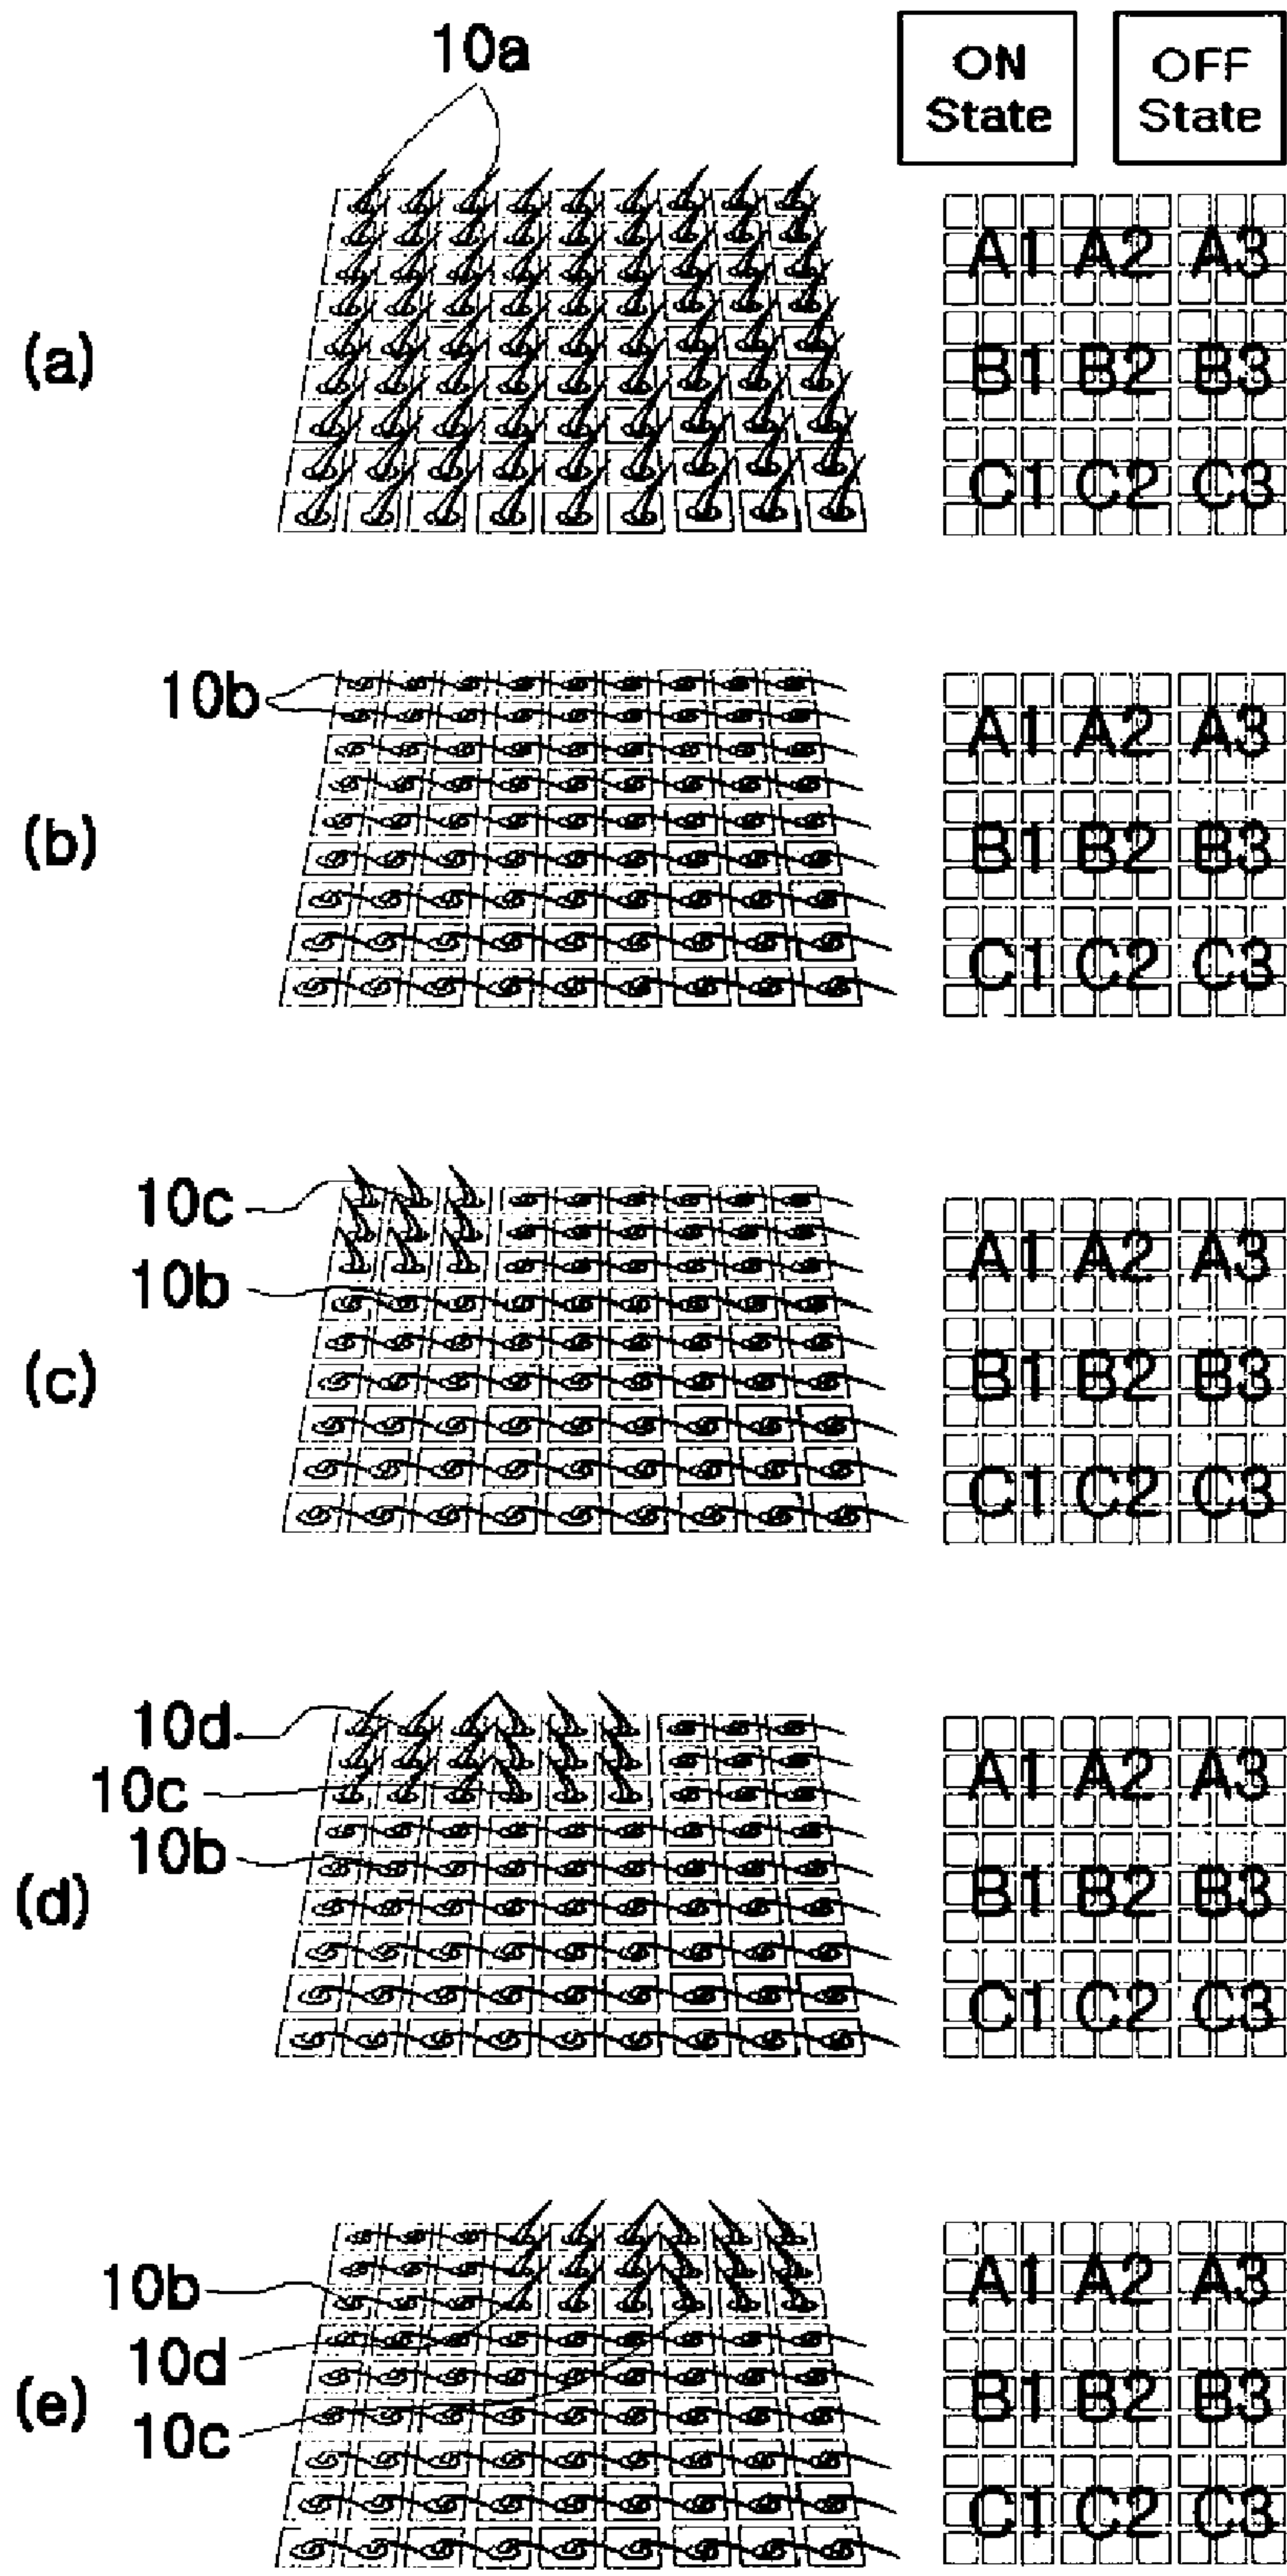 10a
ON State
OFF State
(a)
A1 A2 A3
B1 B2 B3
C1 C2 C3
10b
(b)
A1 A2 A3
B1 B2 B3
C1 C2 C3
10c
10b
(c)
A1 A2 A3
B1 B2 B3
C1 C2 C3
10d
10c
10b
(d)
A1 A2 A3
B1 B2 B3
C1 C2 C3
10b
10d
10c
(e)
A1 A2 A3
B1 B2 B3
C1 C2 C3